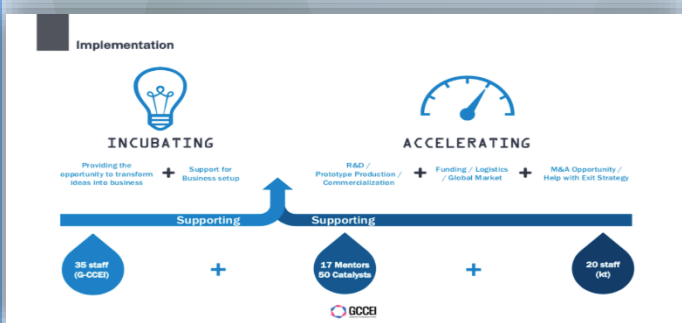 Implementation
INCUBATING
ACCELERATING
Providing the
opportunity to transform
ideas into business
+
Support for
Business setup
R&D /
Prototype Production /
Commercialization
+
Funding / Logistics
/ Global Market
+
M&A Opportunity /
Help with Exit Strategy
Supporting
Supporting
35 staff
(G-CCEI)
+
17 Mentors
50 Catalysts
+
20 staff
(kt)
GCCEI